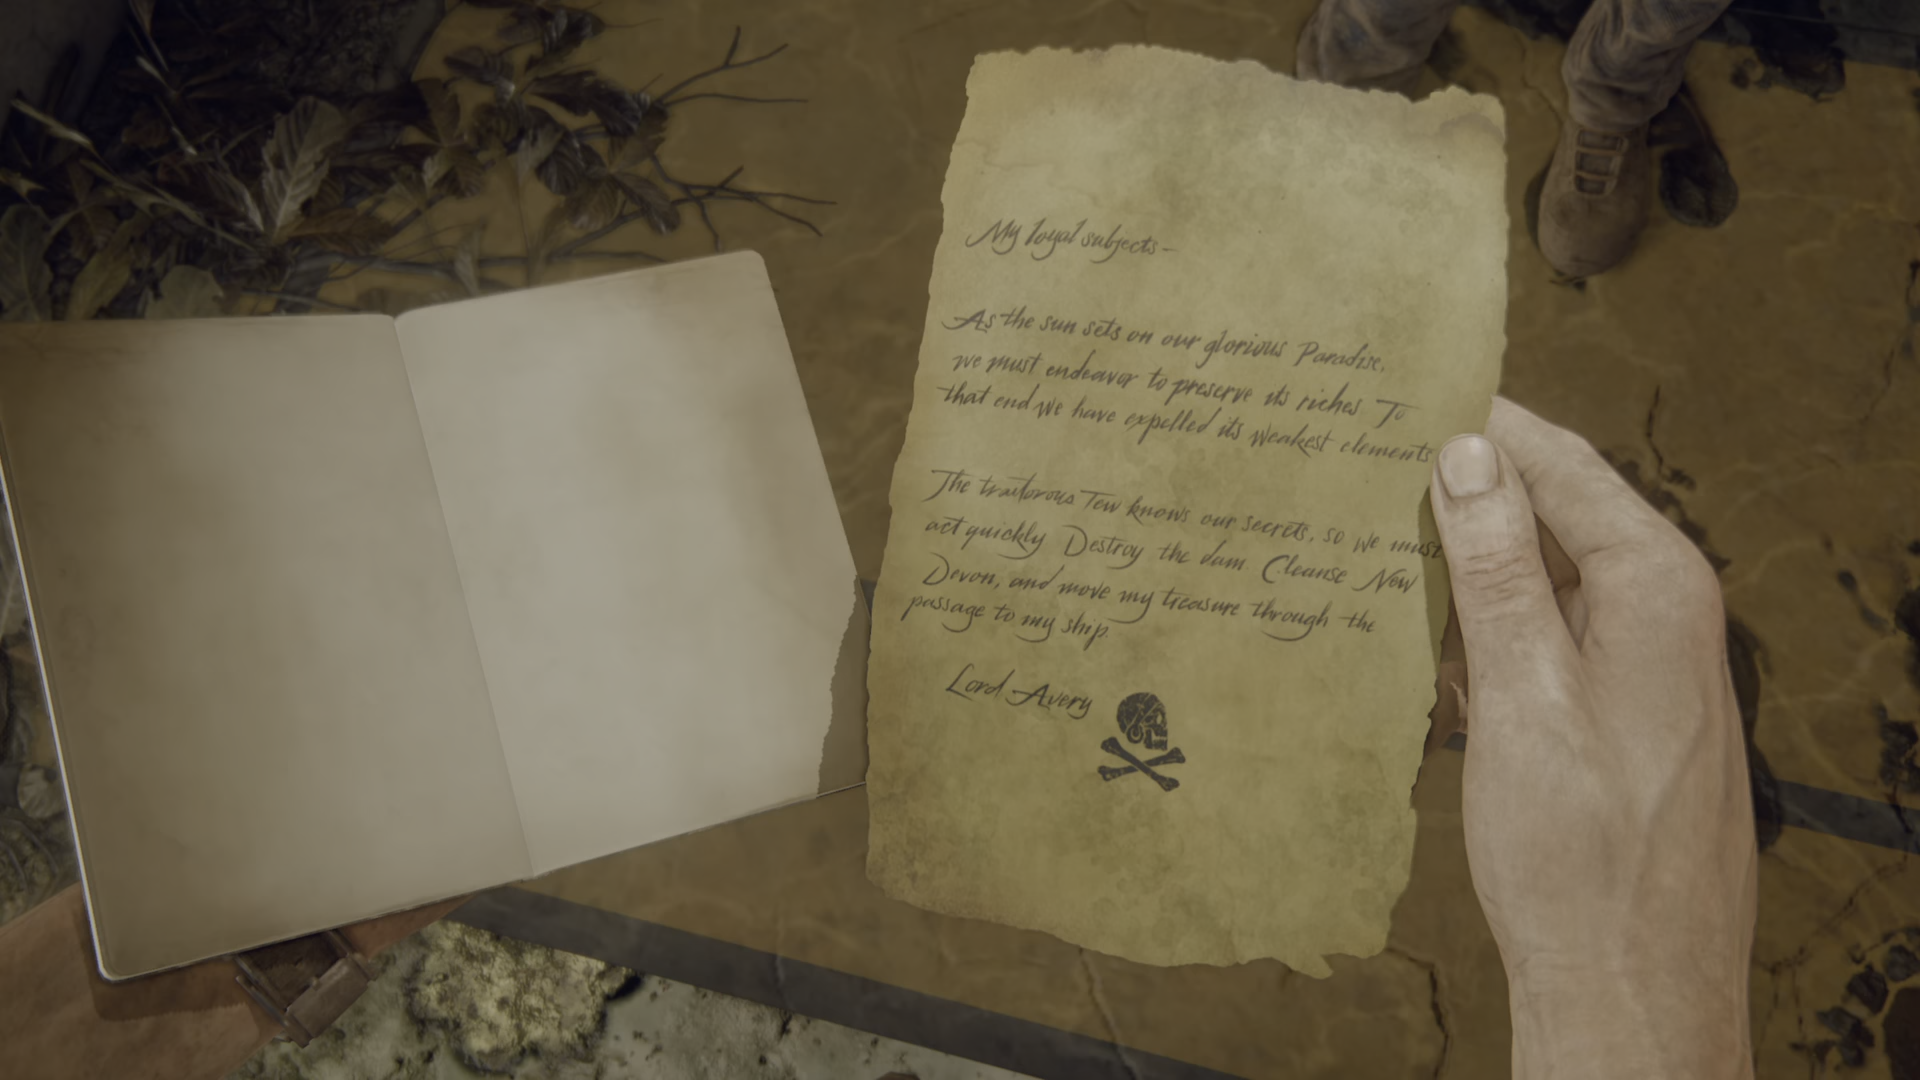 My loyal subjects-
As the sun sets on our glorious Paradise,
we must endeavor to preserve its riches To
that end we have expelled its weakest elements
The traitorous Tew knows our secrets, so we must
act quickly Destroy the dam. Cleanse New
Devon, and move my treasure through the
passage to my ship.
Lord Avery